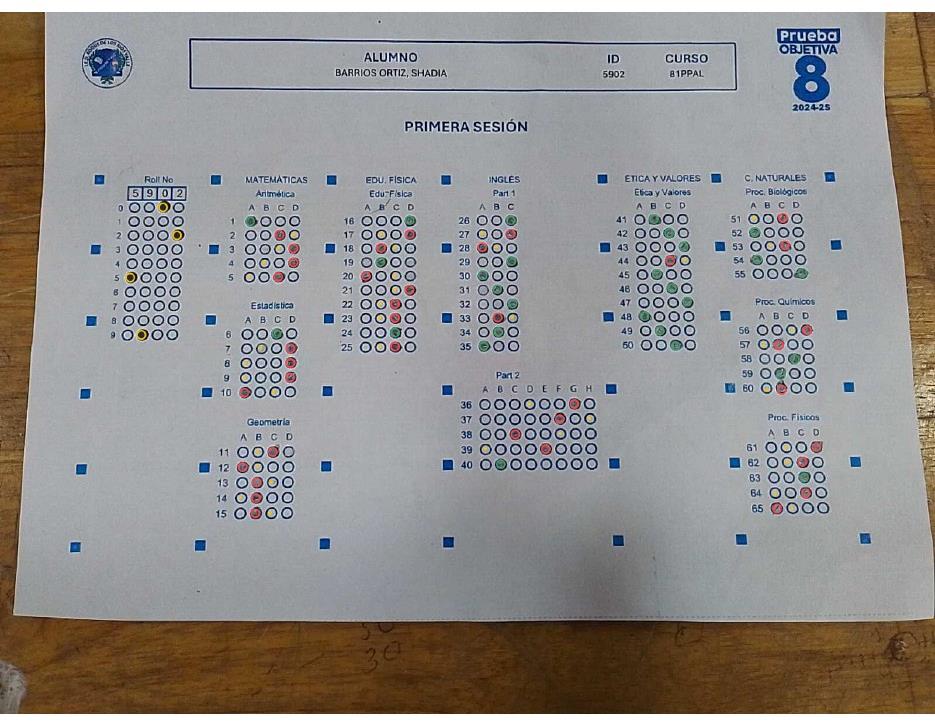 Prueba
OBJETIVA
8
2024-25
ALUMNO ID CURSO
BARRIOS ORTIZ, SHADIA 5902 81PPAL
PRIMERA SESIÓN
Roll No
5 9 0 2
0
1
2
3
4
5
6
7
8
9
MATEMÁTICAS
Aritmética
A B C D
1
2
3
4
5
Estadística
A B C D
6
7
8
9
10
Geometría
A B C D
11
12
13
14
15
EDU. FÍSICA
Edu. Física
A B C D
16
17
18
19
20
21
22
23
24
25
INGLÉS
Part 1
A B C
26
27
28
29
30
31
32
33
34
35
Part 2
A B C D E F G H
36
37
38
39
40
ETICA Y VALORES
Etica y Valores
A B C D
41
42
43
44
45
46
47
48
49
50
C. NATURALES
Proc. Biológicos
A B C D
51
52
53
54
55
Proc. Químicos
A B C D
56
57
58
59
60
Proc. Físicos
A B C D
61
62
63
64
65
30